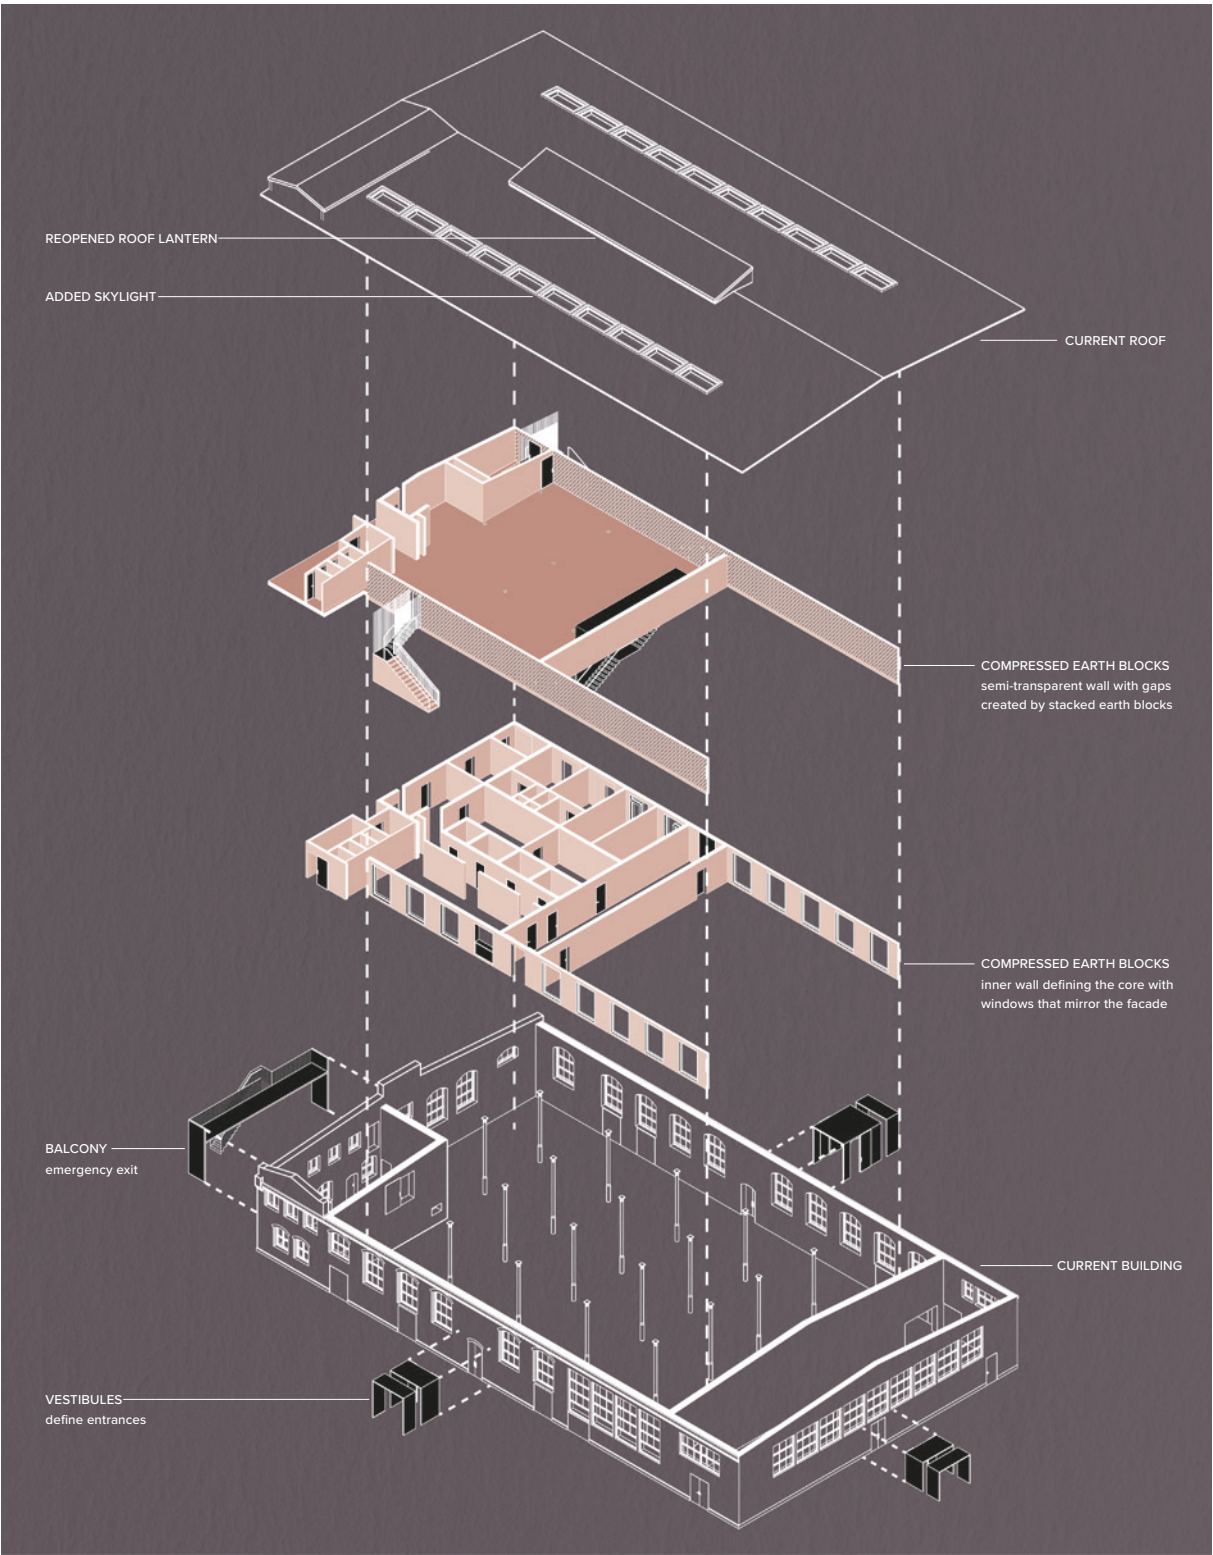 REOPENED ROOF LANTERN
ADDED SKYLIGHT
CURRENT ROOF
COMPRESSED EARTH BLOCKS
semi-transparent wall with gaps
created by stacked earth blocks
COMPRESSED EARTH BLOCKS
inner wall defining the core with
windows that mirror the facade
BALCONY
emergency exit
CURRENT BUILDING
VESTIBULES
define entrances